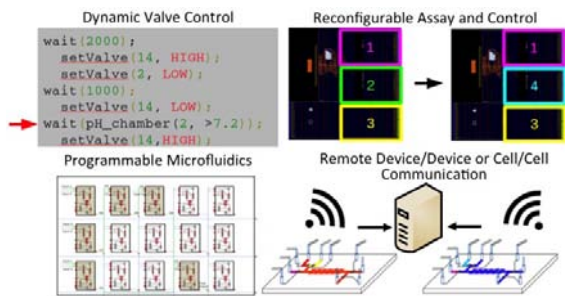 Dynamic Valve Control
wait(2000);
setValve(14, HIGH);
setValve(2, LOW);
wait(1000);
setValve(14, LOW);
wait(pH_chamber(2, >7.2));
setValve(14,HIGH);
Reconfigurable Assay and Control
1
2
3
1
4
3
Programmable Microfluidics
Remote Device/Device or Cell/Cell
Communication